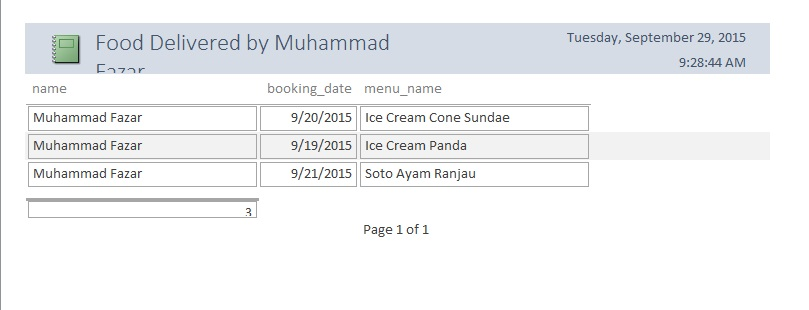 Food Delivered by Muhammad
Fazar
Tuesday, September 29, 2015
9:28:44 AM
name booking_date menu_name
Muhammad Fazar 9/20/2015 Ice Cream Cone Sundae
Muhammad Fazar 9/19/2015 Ice Cream Panda
Muhammad Fazar 9/21/2015 Soto Ayam Ranjau
3
Page 1 of 1